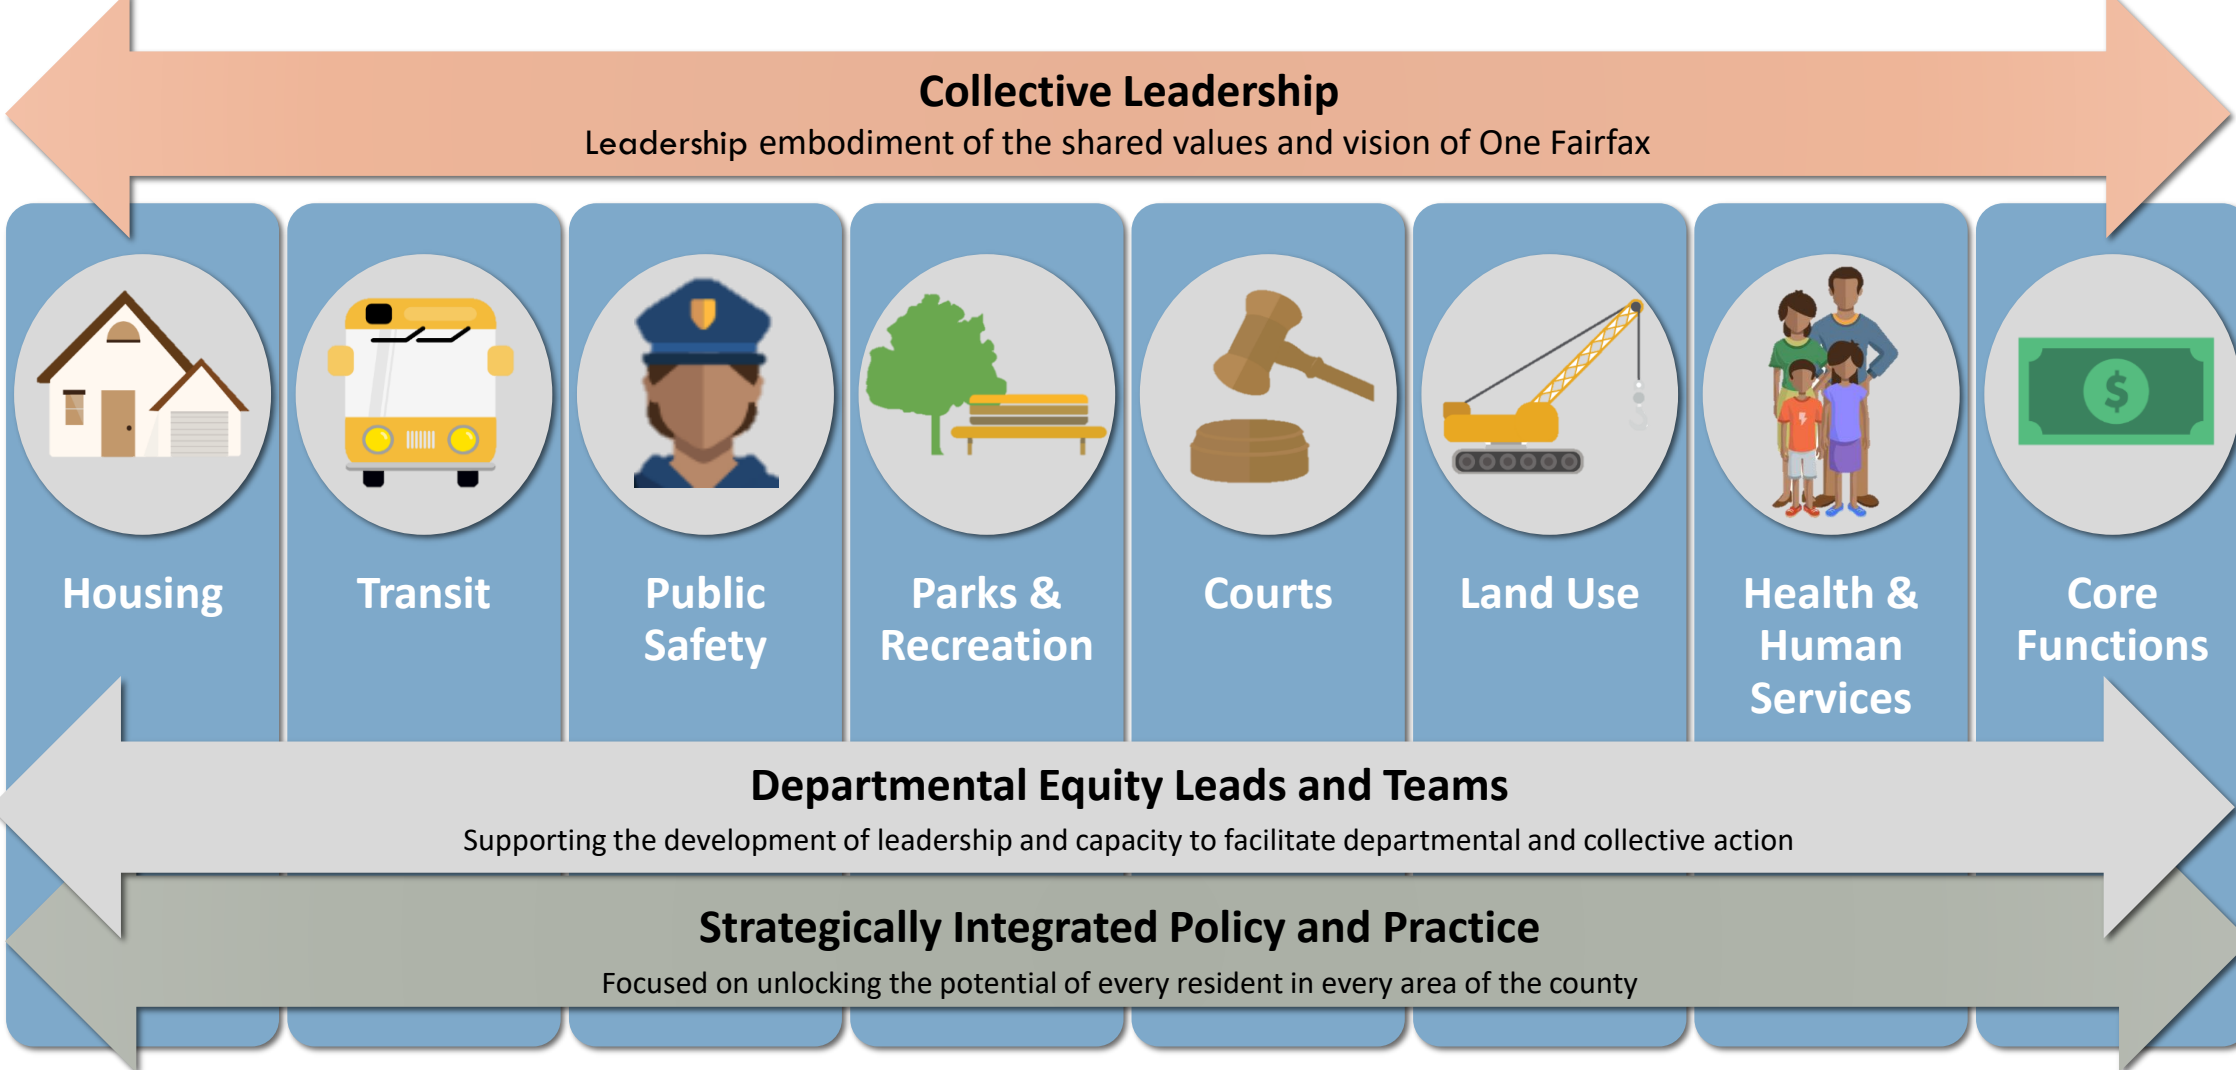 Collective Leadership
Leadership embodiment of the shared values and vision of One Fairfax
Housing
Transit
Public
Safety
Parks &
Recreation
Courts
Land Use
Health &
Human
Services
Core
Functions
$
Departmental Equity Leads and Teams
Supporting the development of leadership and capacity to facilitate departmental and collective action
Strategically Integrated Policy and Practice
Focused on unlocking the potential of every resident in every area of the county